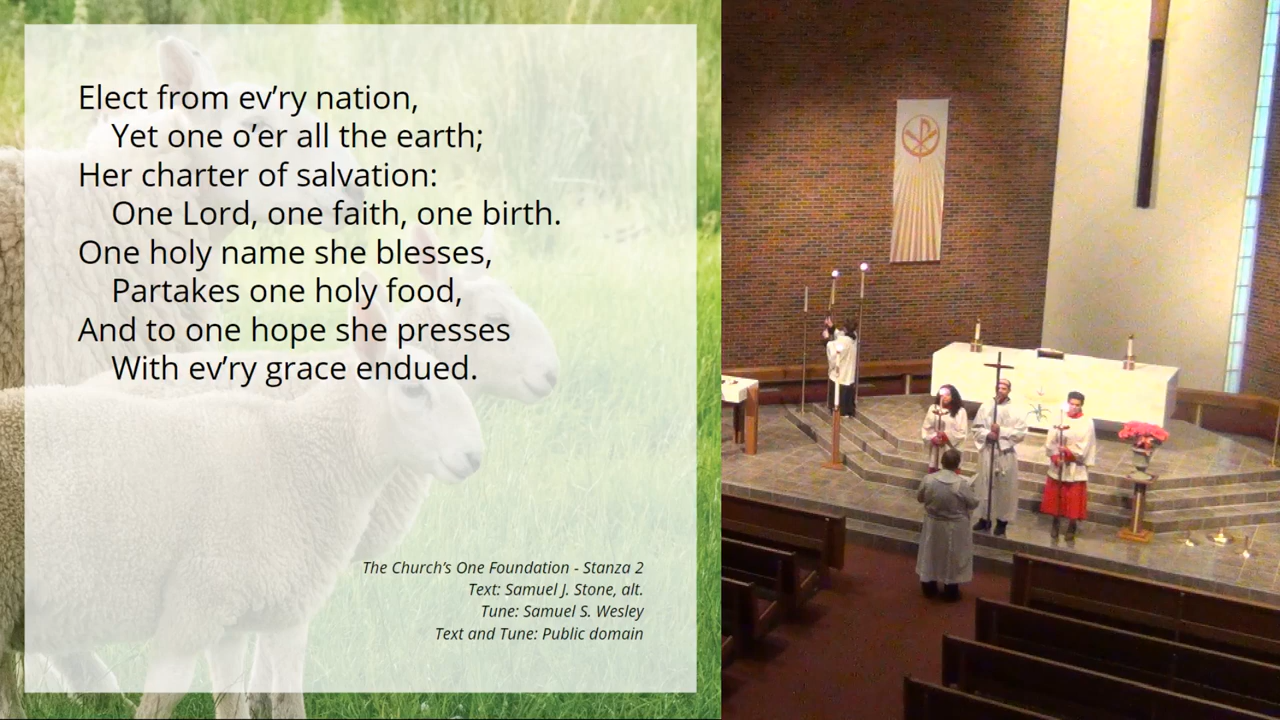 Elect from ev’ry nation,
Yet one o’er all the earth;
Her charter of salvation:
One Lord, one faith, one birth.
One holy name she blesses,
Partakes one holy food,
And to one hope she presses
With ev’ry grace endued.
The Church’s One Foundation - Stanza 2
Text: Samuel J. Stone, alt.
Tune: Samuel S. Wesley
Text and Tune: Public domain